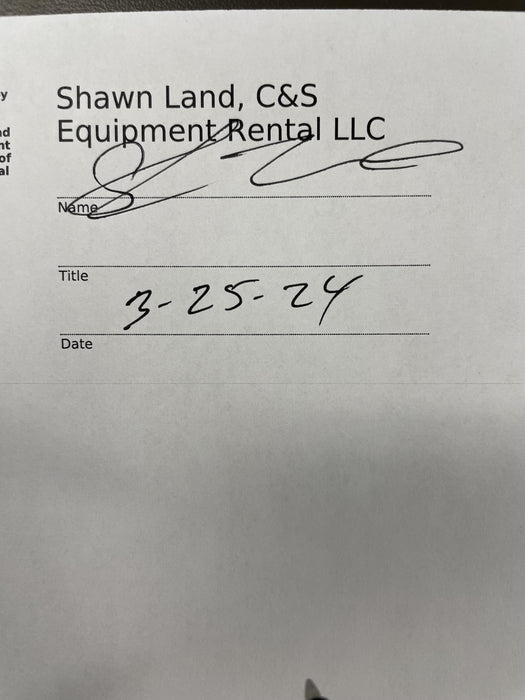 y
Shawn Land, C&S
Equipment Rental LLC
nd
nt
of
al
Name
Title
3-25-24
Date